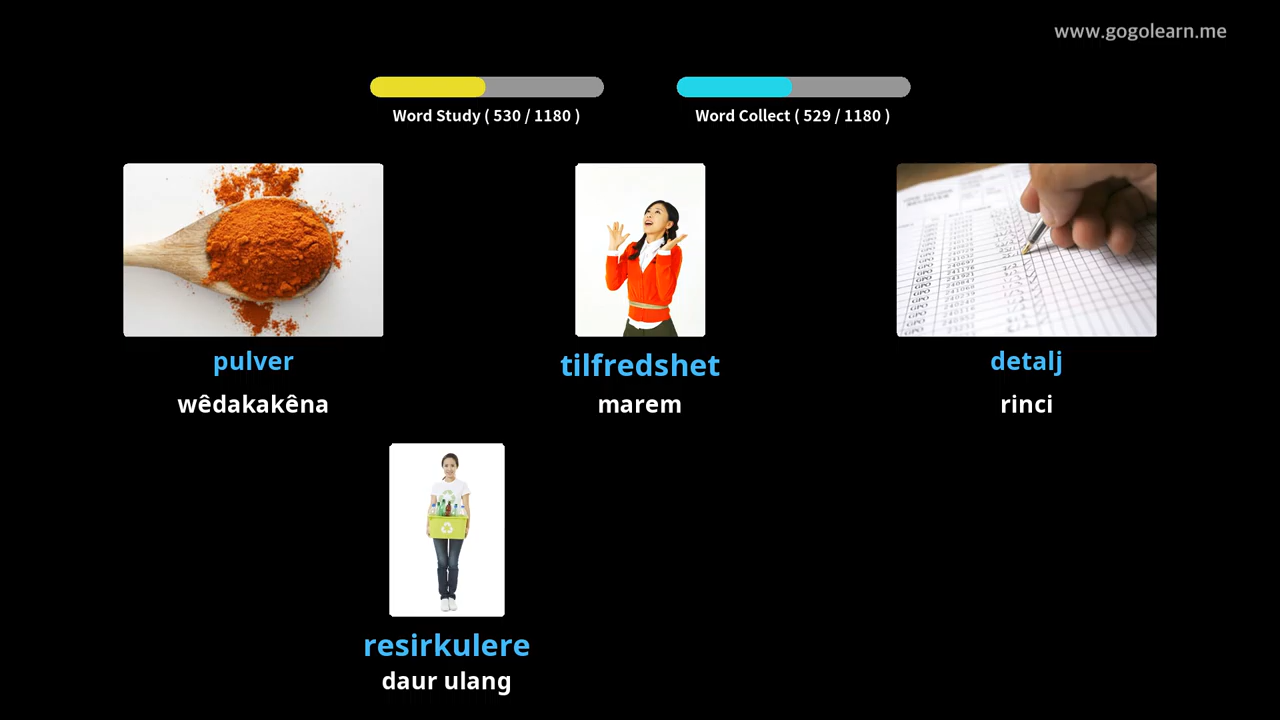 www.gogolearn.me
Word Study ( 530 / 1180 )
Word Collect ( 529 / 1180 )
pulver
wêdakakêna
tilfredshet
marem
detalj
rinci
resirkulere
daur ulang